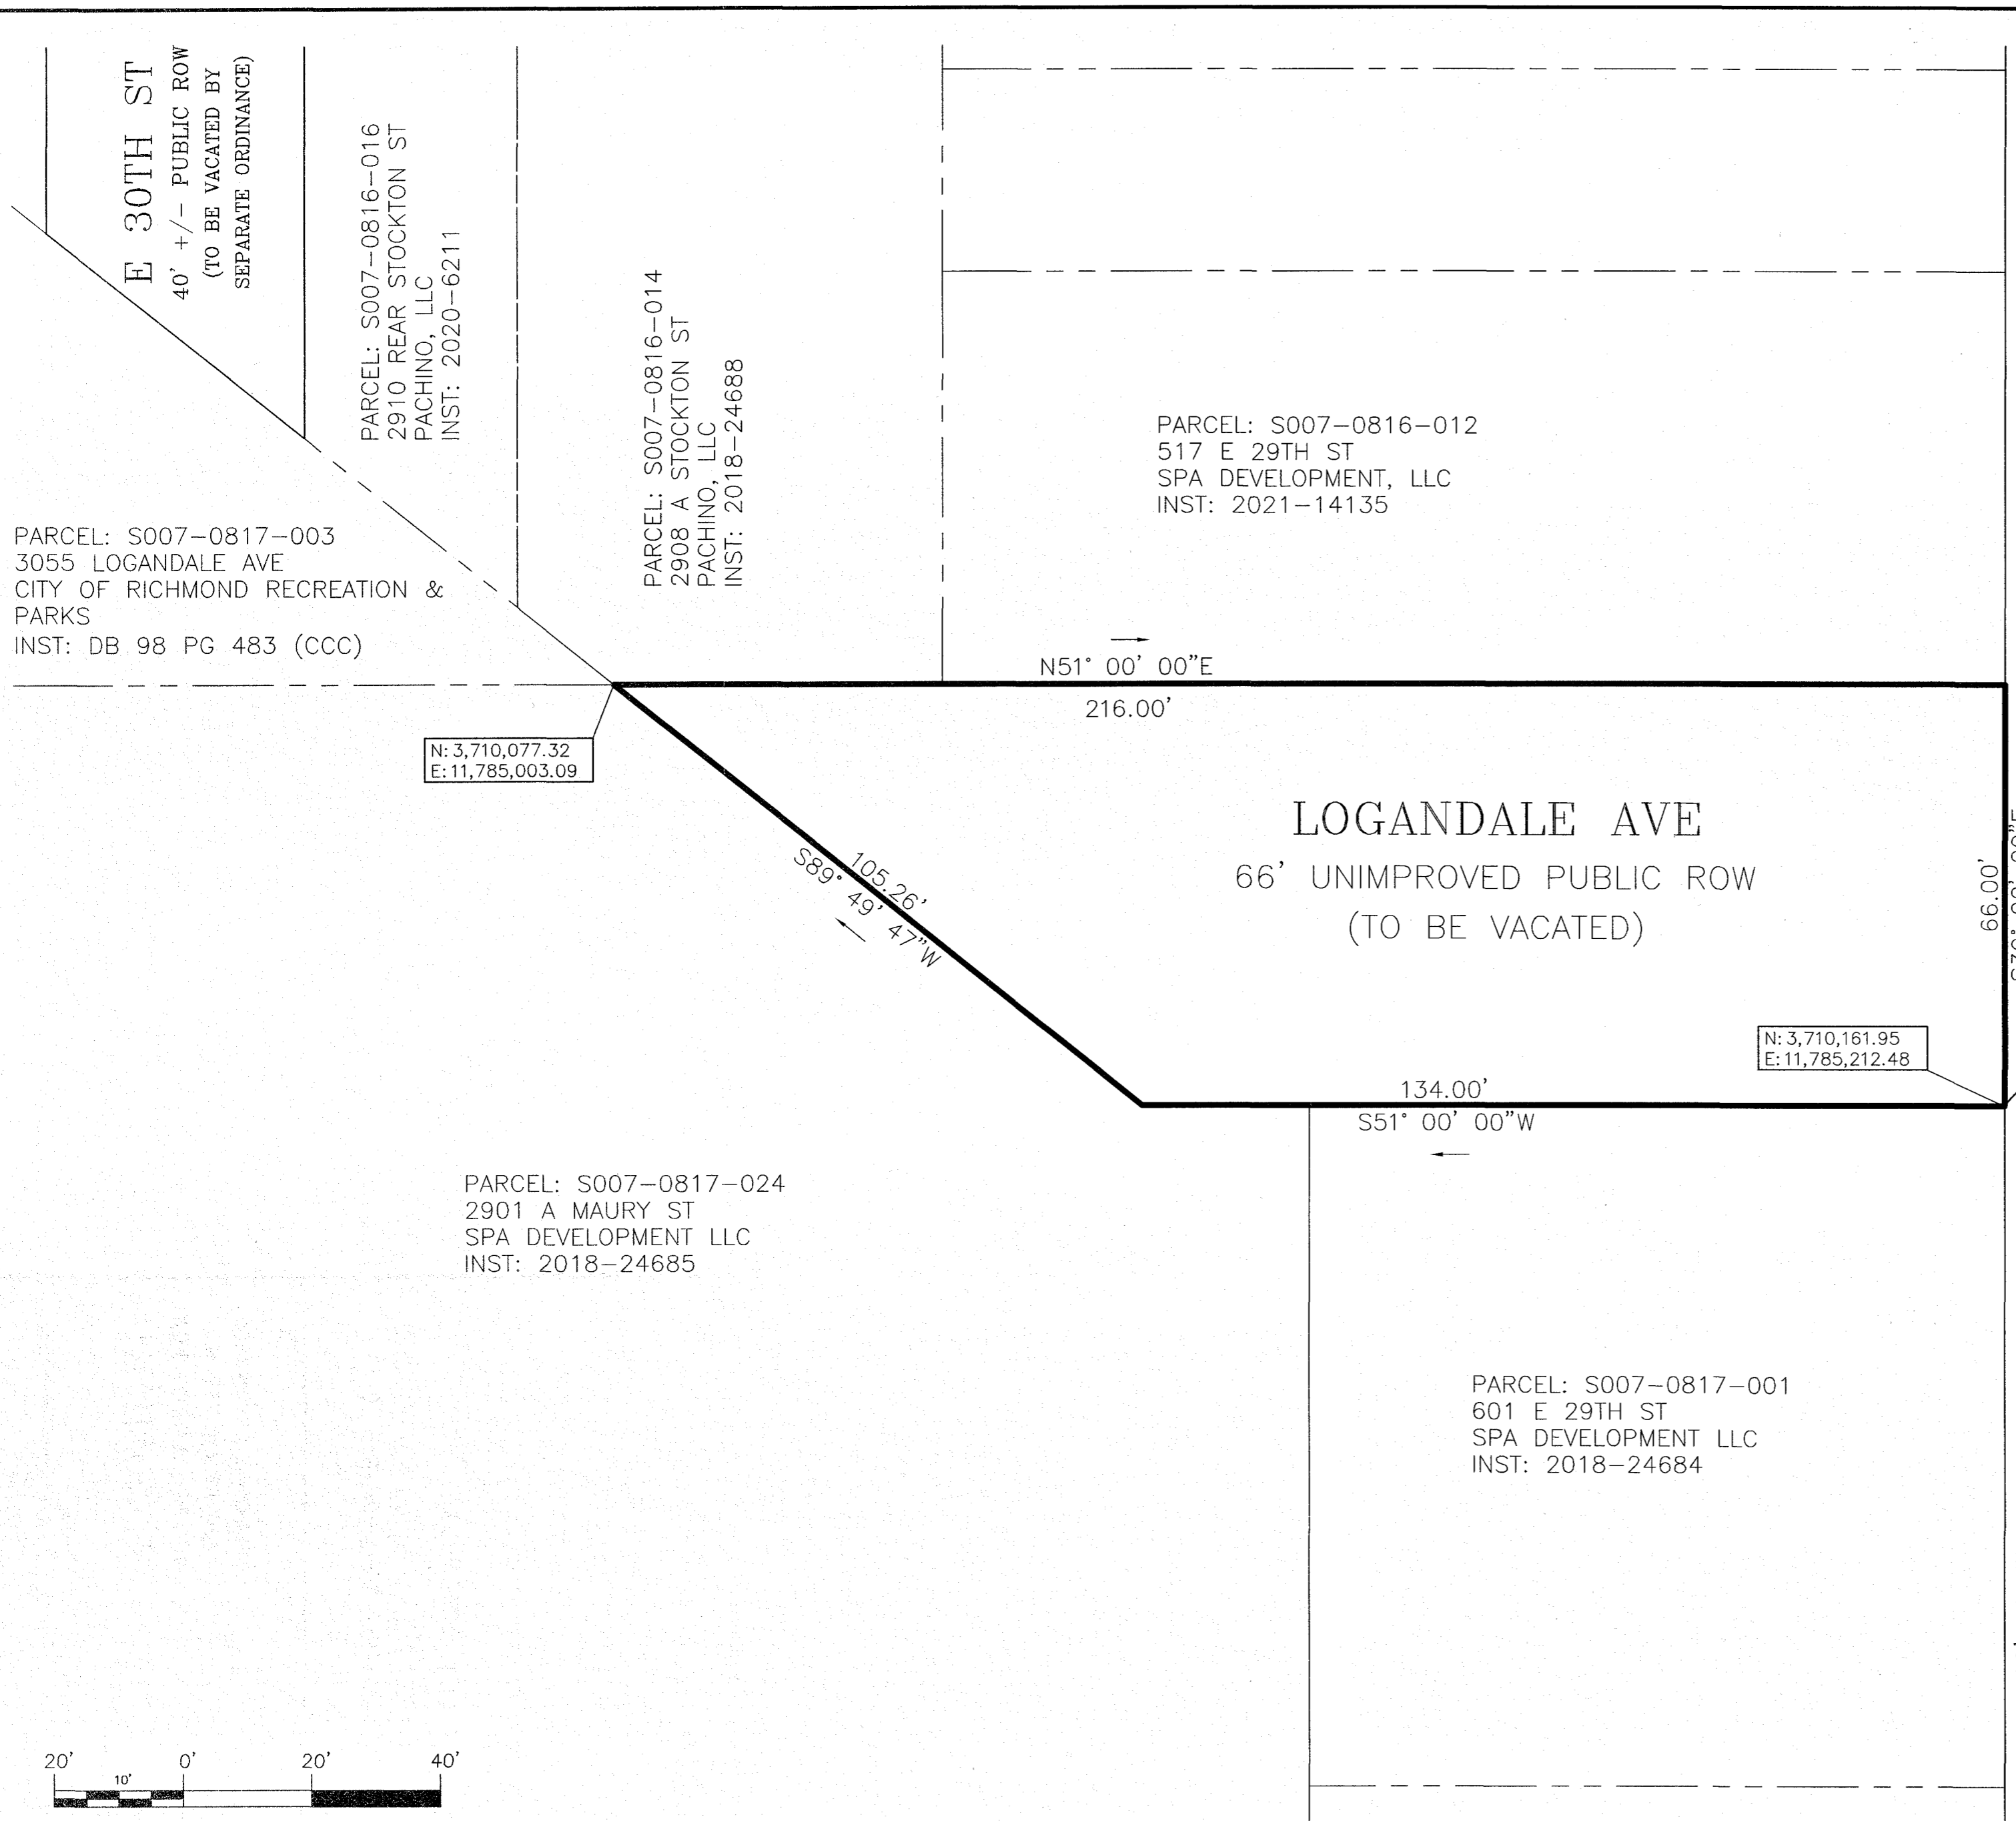 E 30TH ST
40' +/- PUBLIC ROW
(TO BE VACATED BY
SEPARATE ORDINANCE)
PARCEL: S007-0816-016
2910 REAR STOCKTON ST
PACHINO, LLC
INST: 2020-6211
PARCEL: S007-0816-014
2908 A STOCKTON ST
PACHINO, LLC
INST: 2018-24688
PARCEL: S007-0816-012
517 E 29TH ST
SPA DEVELOPMENT, LLC
INST: 2021-14135
PARCEL: S007-0817-003
3055 LOGANDALE AVE
CITY OF RICHMOND RECREATION &
PARKS
INST: DB 98 PG 483 (CCC)
N51° 00' 00"E
216.00'
N: 3,710,077.32
E: 11,785,003.09
LOGANDALE AVE
66' UNIMPROVED PUBLIC ROW
(TO BE VACATED)
105.26'
S89° 49' 47"W
66.00'
N: 3,710,161.95
E: 11,785,212.48
134.00'
S51° 00' 00"W
PARCEL: S007-0817-024
2901 A MAURY ST
SPA DEVELOPMENT LLC
INST: 2018-24685
PARCEL: S007-0817-001
601 E 29TH ST
SPA DEVELOPMENT LLC
INST: 2018-24684
20' 0' 20' 40'
10'